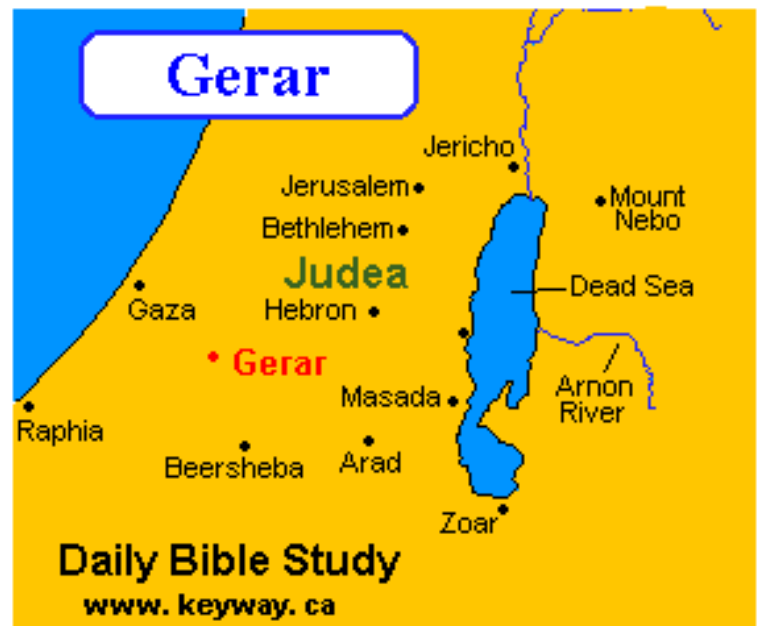 Gerar
Jericho
Jerusalem
Mount
Nebo
Bethlehem
Judea
Dead Sea
Gaza
Hebron
Gerar
Arnon
River
Masada
Raphia
Beersheba
Arad
Zoar
Daily Bible Study
www. keyway. ca